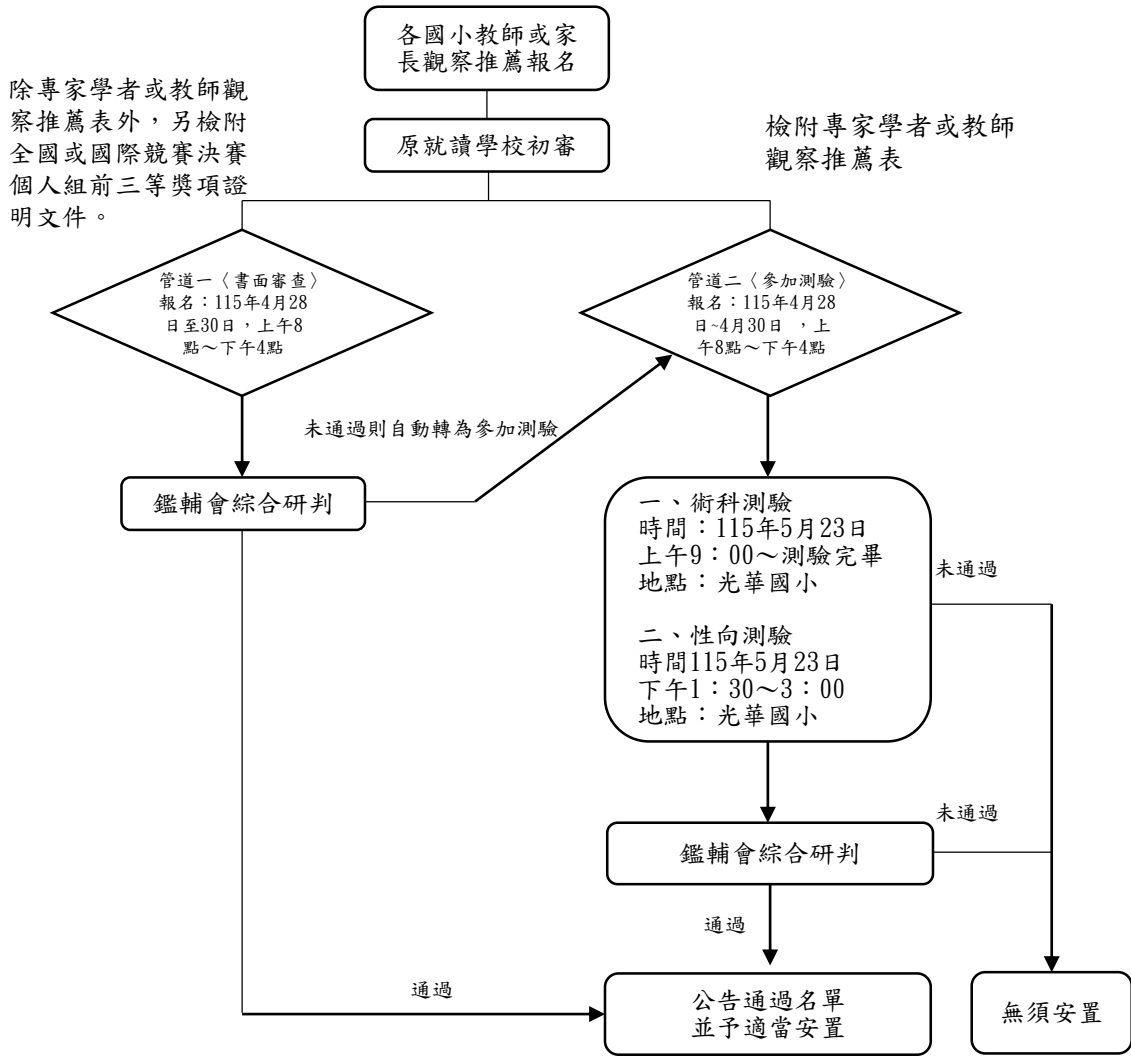 各國小教師或家
長觀察推薦報名
除專家學者或教師觀
察推薦表外，另檢附
全國或國際競賽決賽
個人組前三等獎項證
明文件。
原就讀學校初審
檢附專家學者或教師
觀察推薦表
管道一〈書面審查〉
報名：115年4月28
日至30日，上午8
點～下午4點
管道二〈參加測驗〉
報名：115年4月28
日~4月30日 ，上
午8點～下午4點
未通過則自動轉為參加測驗
鑑輔會綜合研判
一、術科測驗
時間：115年5月23日
上午9：00～測驗完畢
地點：光華國小
二、性向測驗
時間115年5月23日
下午1：30～3：00
地點：光華國小
未通過
鑑輔會綜合研判
未通過
通過
通過
公告通過名單
並予適當安置
無須安置